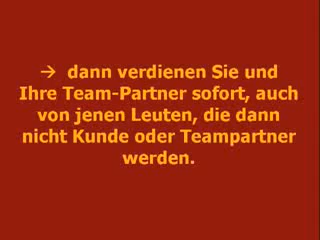 → dann verdienen Sie und
Ihre Team-Partner sofort, auch
von jenen Leuten, die dann
nicht Kunde oder Teampartner
werden.